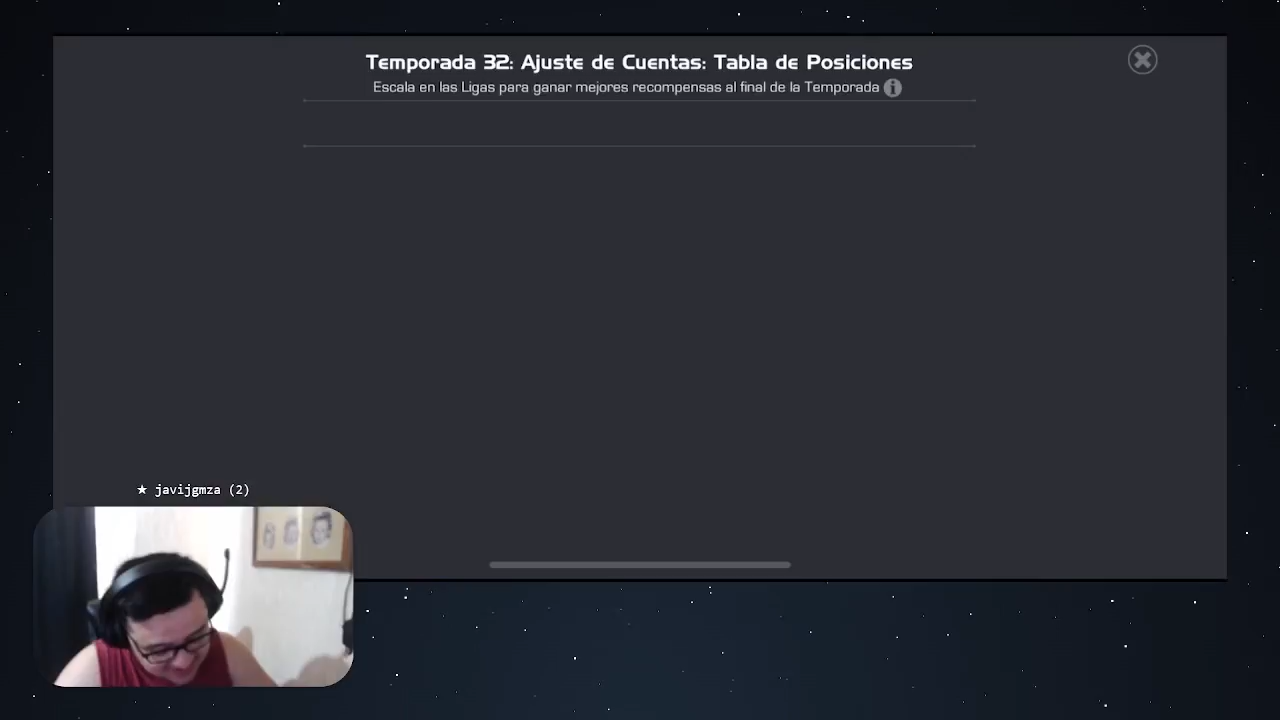 Temporada 32: Ajuste de Cuentas: Tabla de Posiciones
Escala en las Ligas para ganar mejores recompensas al final de la Temporada
★ javijgmza (2)